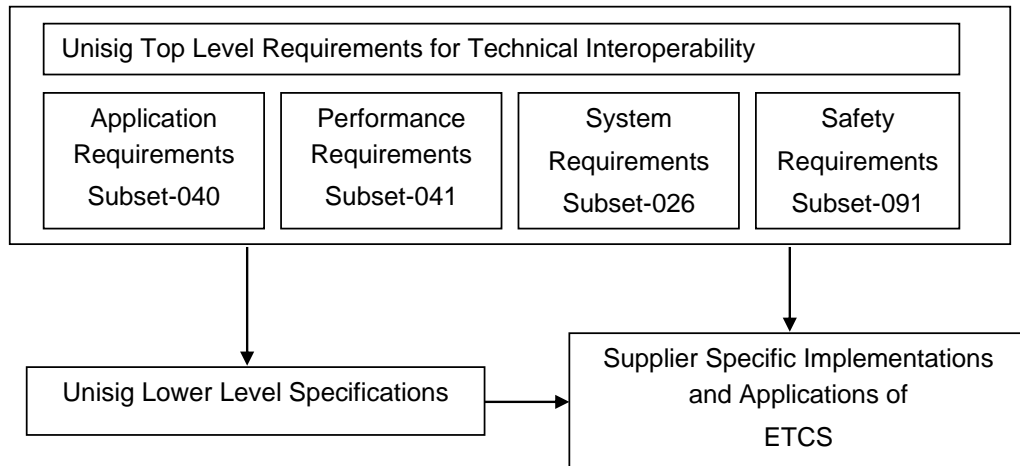 Unisig Top Level Requirements for Technical Interoperability
Application
Requirements
Subset-040
Performance
Requirements
Subset-041
System
Requirements
Subset-026
Safety
Requirements
Subset-091
Unisig Lower Level Specifications
Supplier Specific Implementations
and Applications of
ETCS